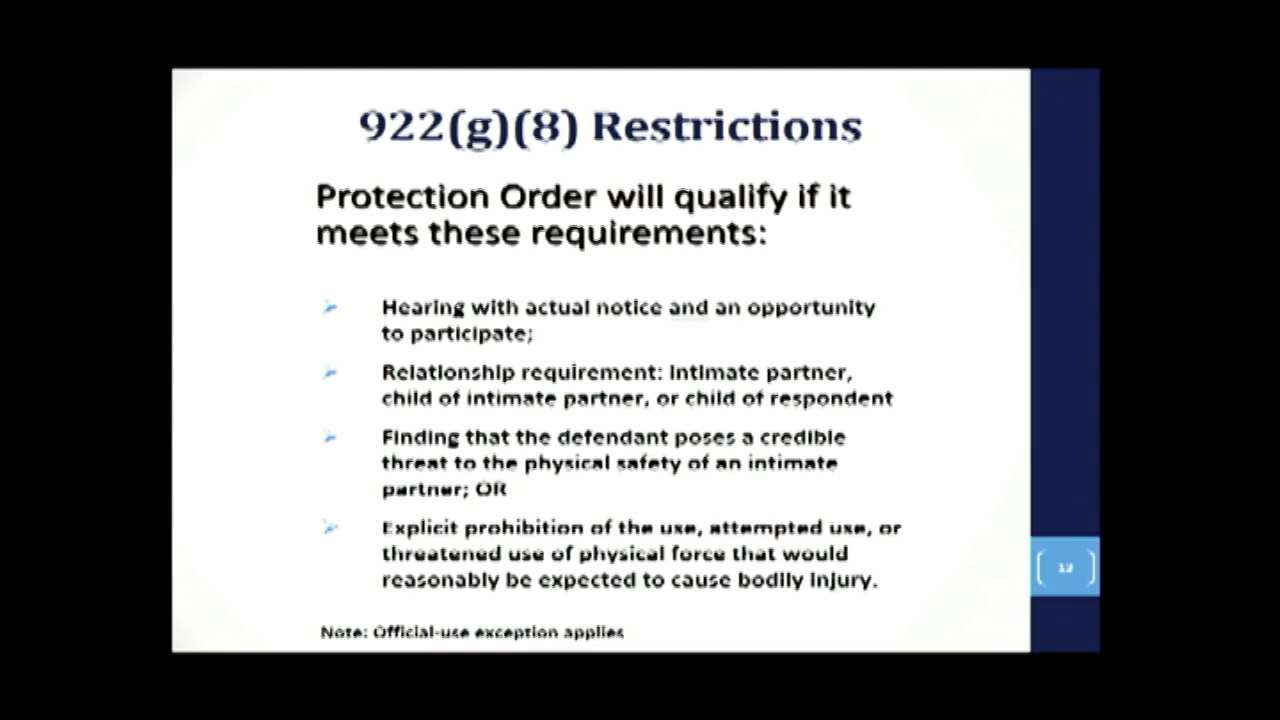 922(g)(8) Restrictions
Protection Order will qualify if it
meets these requirements:
Hearing with actual notice and an opportunity
to participate;
Relationship requirement: intimate partner,
child of intimate partner, or child of respondent
Finding that the defendant poses a credible
threat to the physical safety of an intimate
partner; OR
Explicit prohibition of the use, attempted use, or
threatened use of physical force that would
reasonably be expected to cause bodily injury.
Note: Official-use exception applies